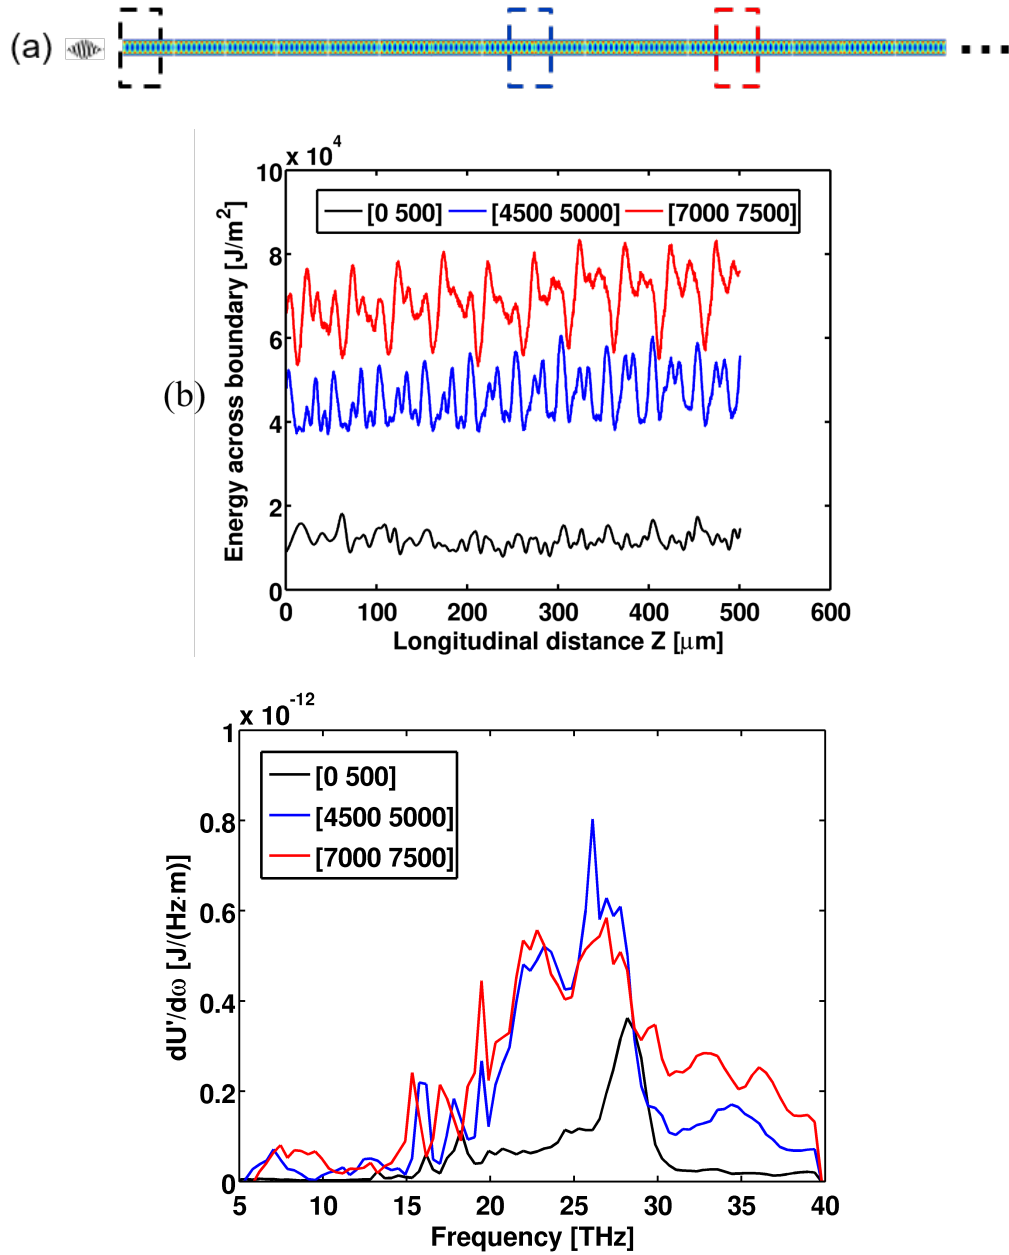 (a)
x 10^4
10
[0 500] [4500 5000] [7000 7500]
8
6
4
2
0
Energy across boundary [J/m^2]
(b)
0 100 200 300 400 500 600
Longitudinal distance Z [μm]
x 10^-12
1
[0 500]
[4500 5000]
[7000 7500]
0.8
0.6
0.4
0.2
0
dU'/dω [J/(Hz·m)]
5 10 15 20 25 30 35 40
Frequency [THz]